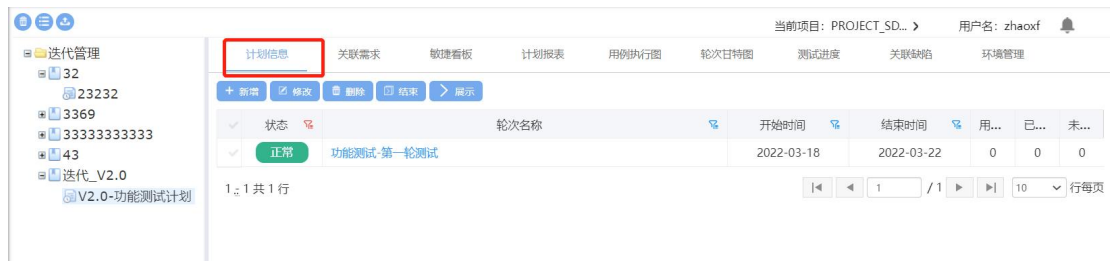 当前项目: PROJECT_SD... > 用户名: zhaoxf
迭代管理
32
23232
3369
33333333333
43
迭代_V2.0
V2.0-功能测试计划
计划信息 关联需求 敏捷看板 计划报表 用例执行图 轮次甘特图 测试进度 关联缺陷 环境管理
+ 新增 修改 删除 结束 > 展示
状态 轮次名称 开始时间 结束时间 用... 已... 未...
正常 功能测试-第一轮测试 2022-03-18 2022-03-22 0 0 0
1 - 1 共 1 行 1 / 1 10 行每页